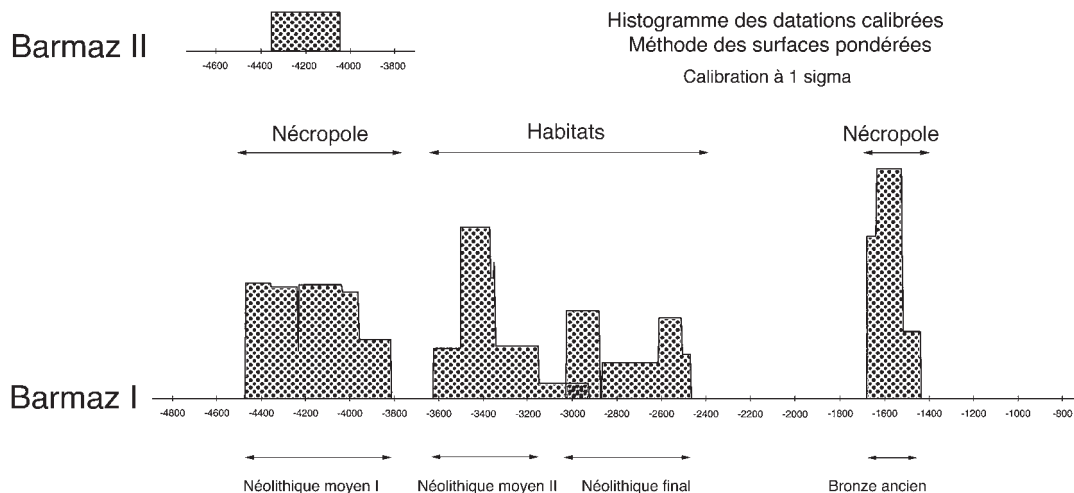 Histogramme des datations calibrées
Méthode des surfaces pondérées
Calibration à 1 sigma
Barmaz II
-4600 -4400 -4200 -4000 -3800
Nécropole Habitats Nécropole
Barmaz I
-4800 -4600 -4400 -4200 -4000 -3800 -3600 -3400 -3200 -3000 -2800 -2600 -2400 -2200 -2000 -1800 -1600 -1400 -1200 -1000 -800
Néolithique moyen I Néolithique moyen II Néolithique final Bronze ancien